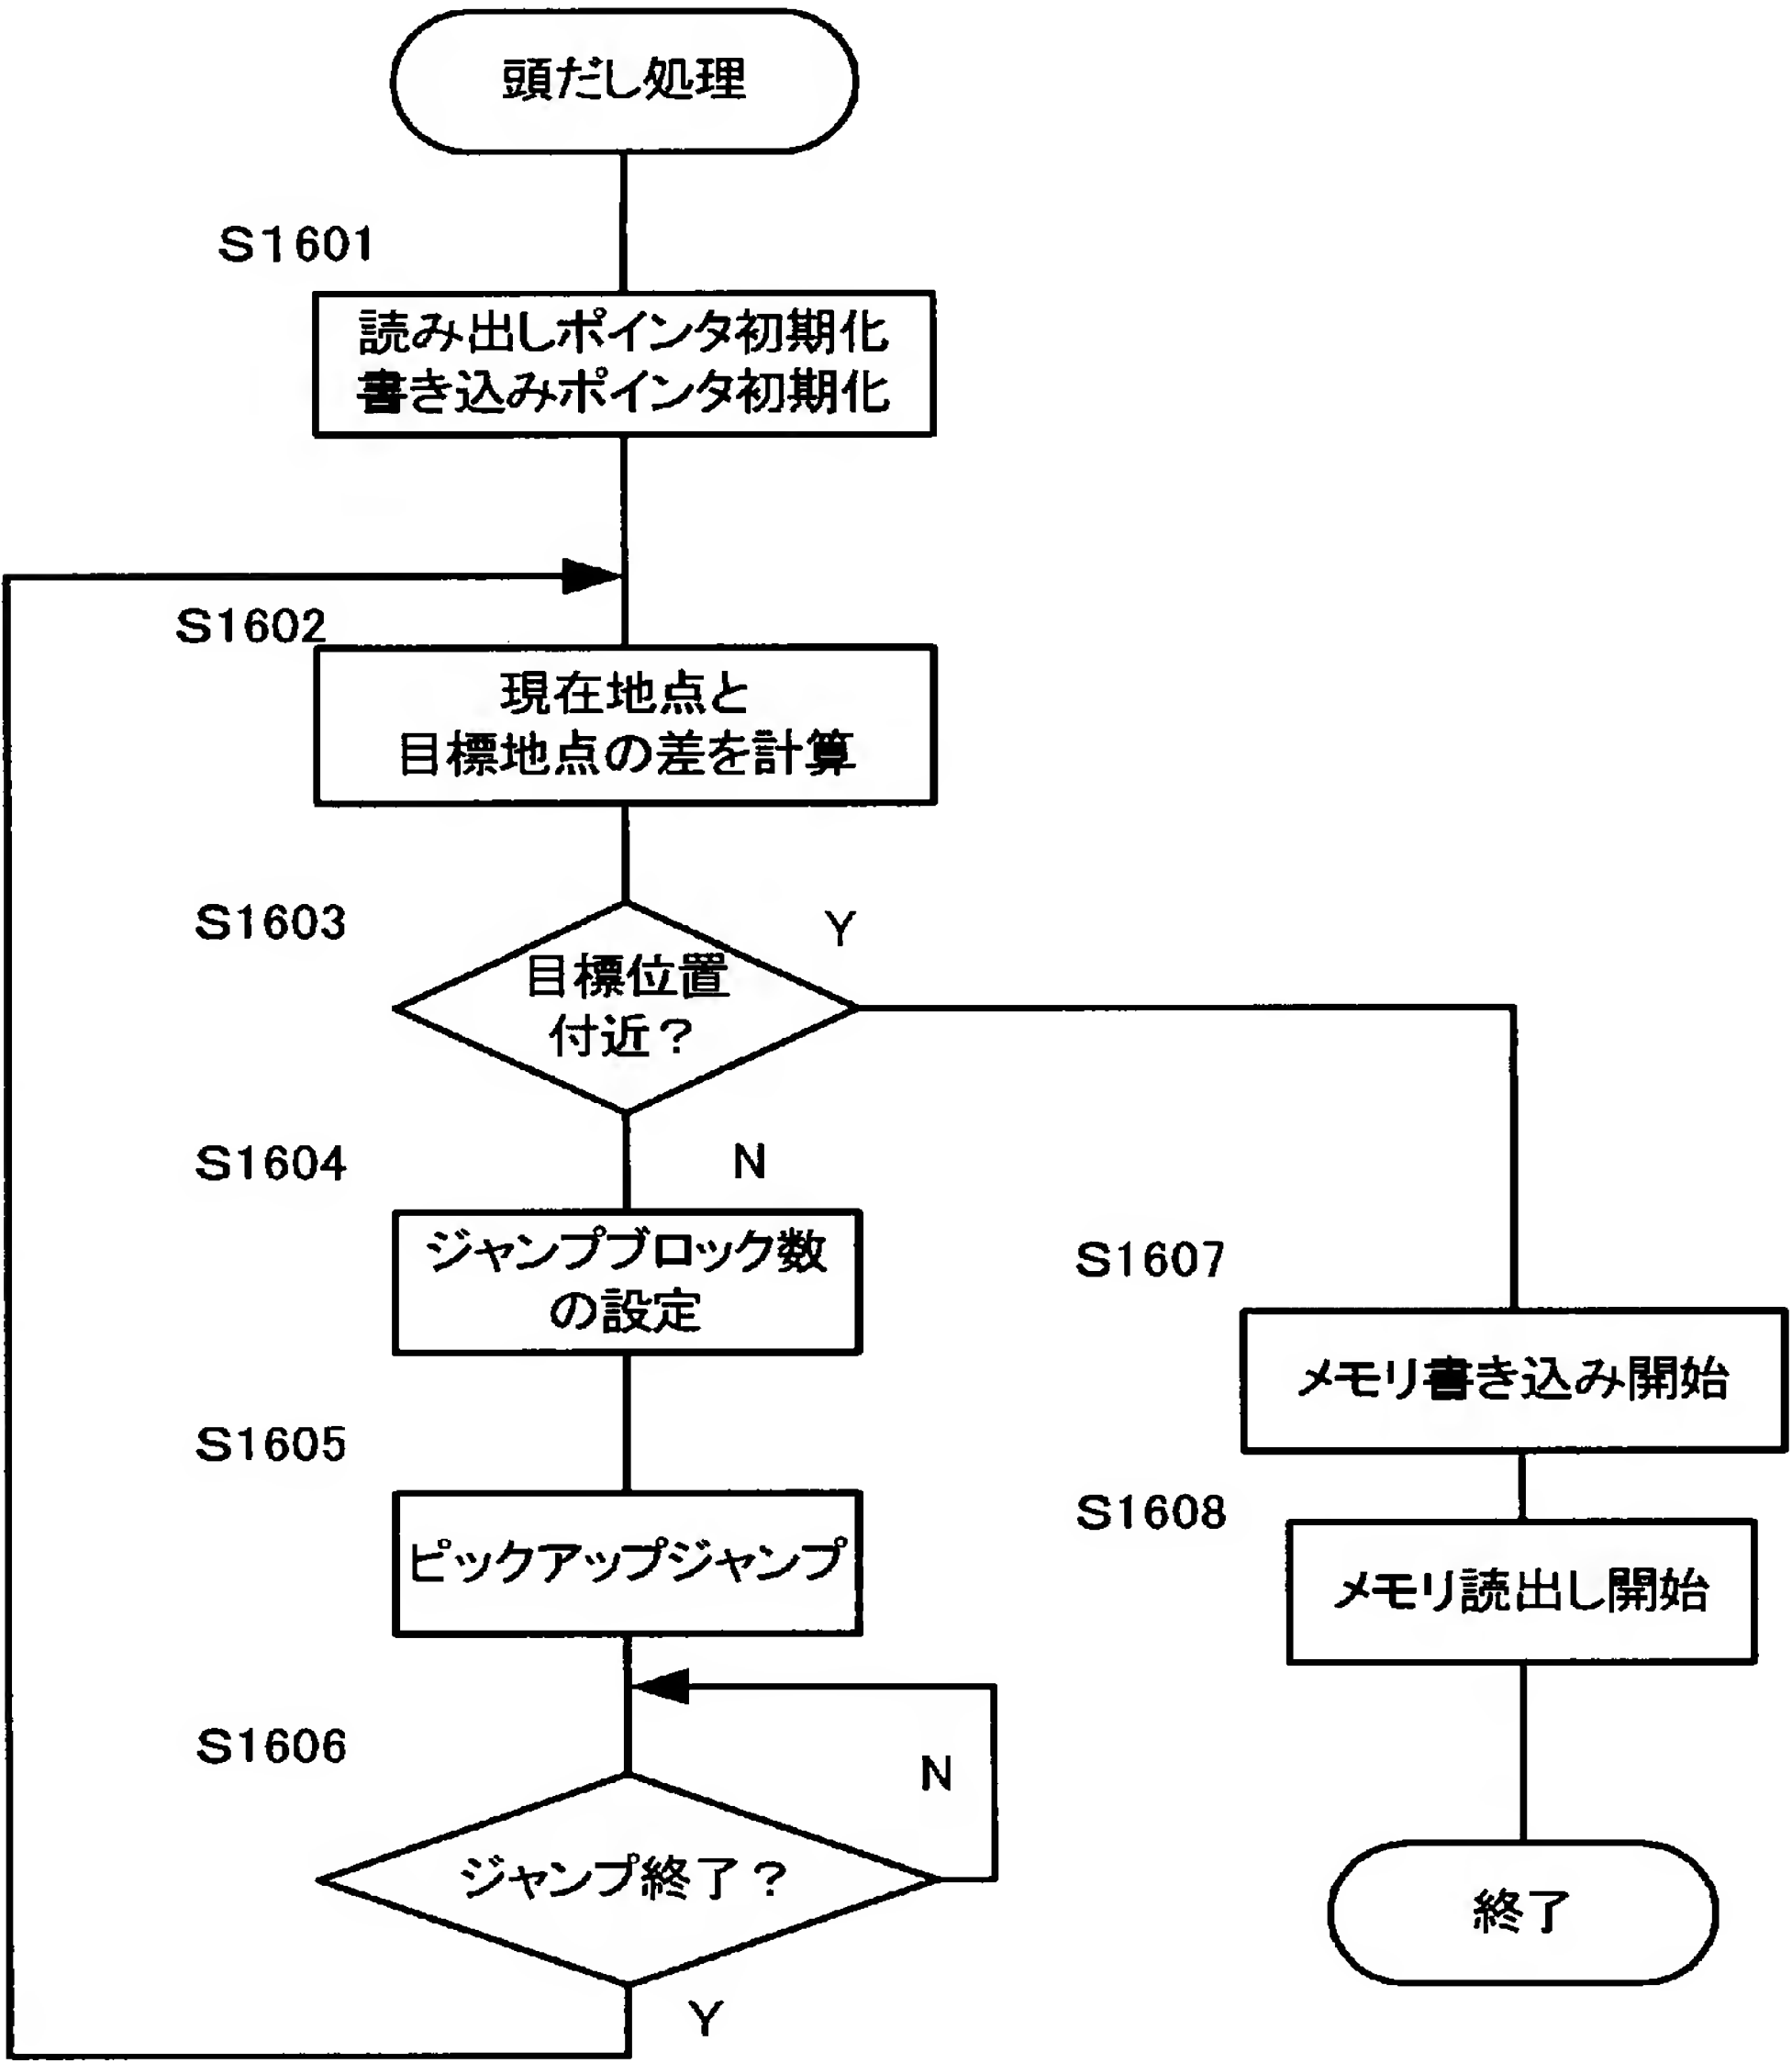 頭だし処理
S1601
読み出しポインタ初期化
書き込みポインタ初期化
S1602
現在地点と
目標地点の差を計算
S1603
Y
目標位置
付近？
S1604
N
ジャンプブロック数
の設定
S1605
ピックアップジャンプ
S1606
N
ジャンプ終了？
Y
S1607
メモリ書き込み開始
S1608
メモリ読出し開始
終了